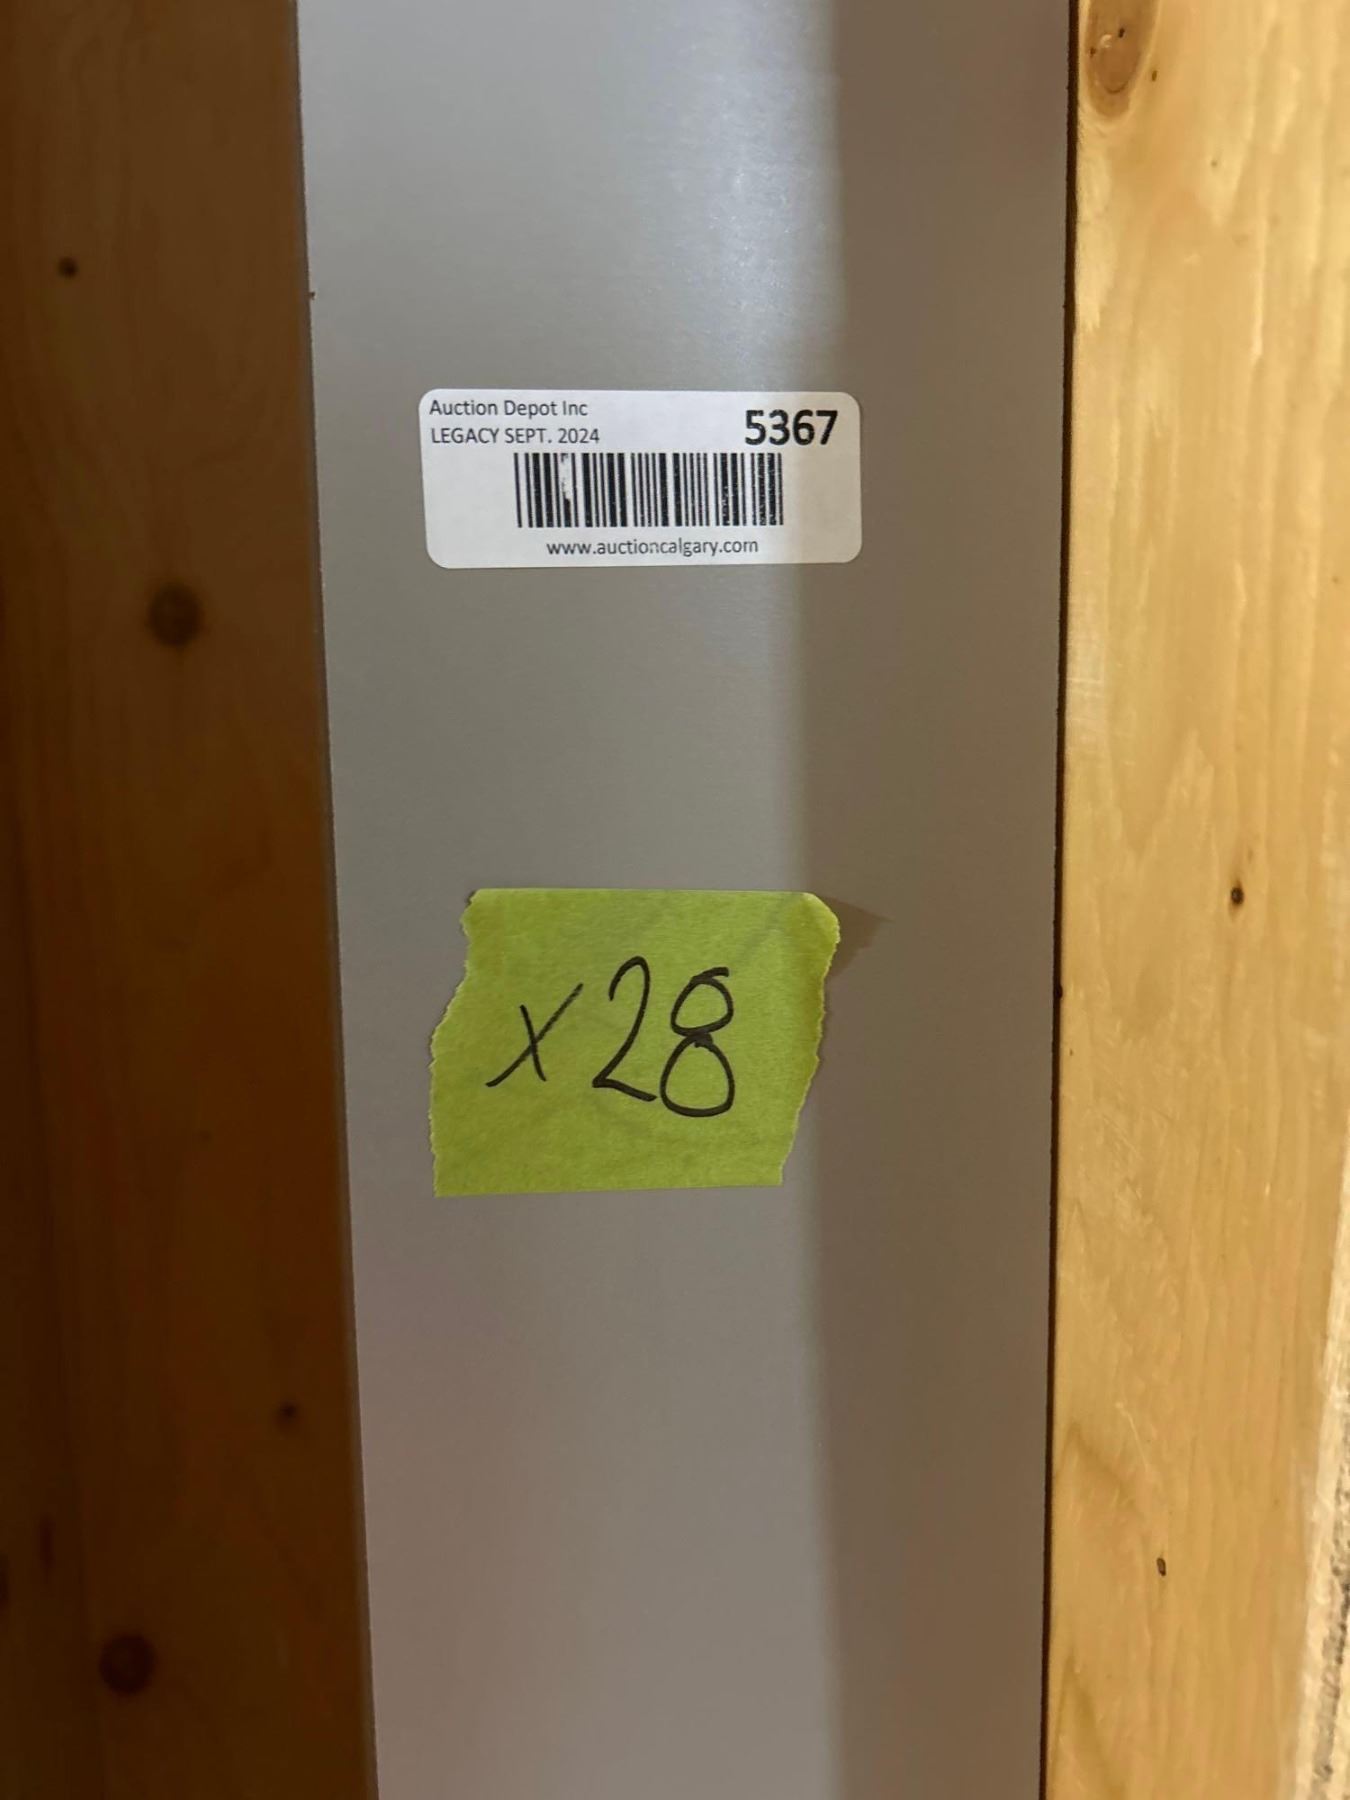 Auction Depot Inc
LEGACY SEPT. 2024
5367
www.auctioncalgary.com
x28